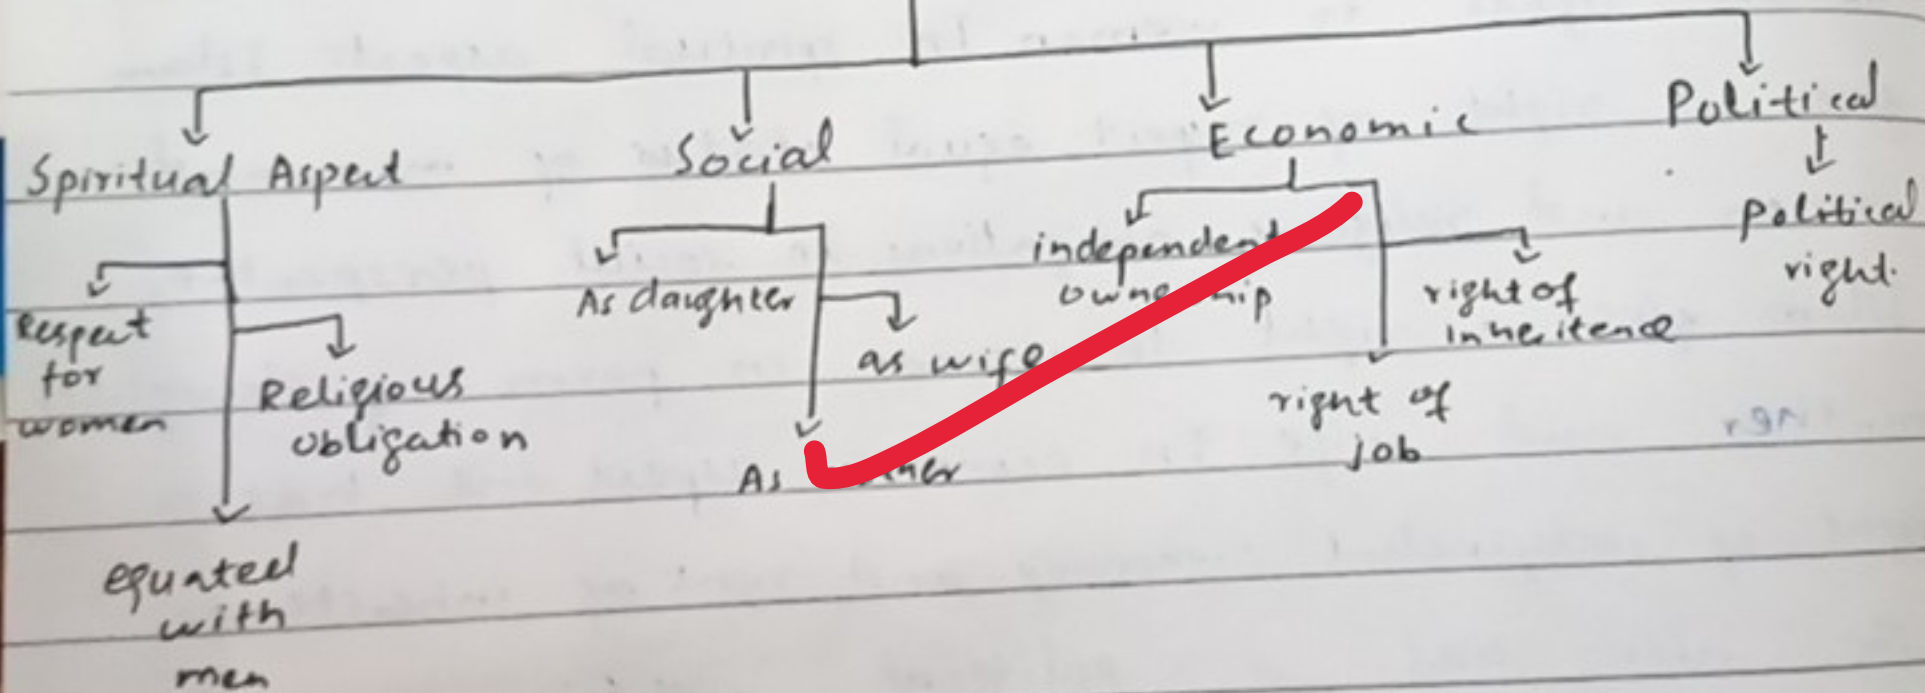 Spiritual Aspect
Social
Economic
Political
Respect
for
women
Religious
obligation
equated
with
men
As daughter
as wife
As
independent
ownership
right of
inheritence
right of
job
political
right.